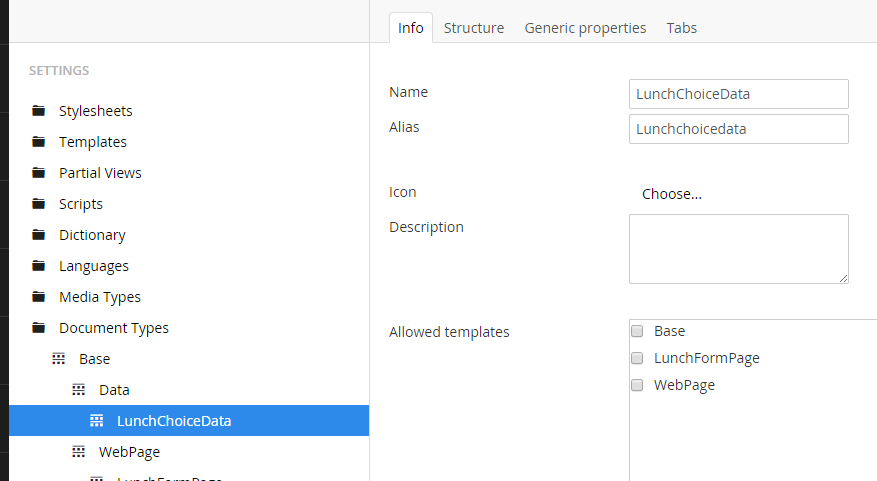 Info Structure Generic properties Tabs
SETTINGS
Stylesheets
Templates
Partial Views
Scripts
Dictionary
Languages
Media Types
Document Types
Base
Data
LunchChoiceData
WebPage
LunchFormPage
Name LunchChoiceData
Alias Lunchchoicedata
Icon Choose...
Description
Allowed templates
Base
LunchFormPage
WebPage